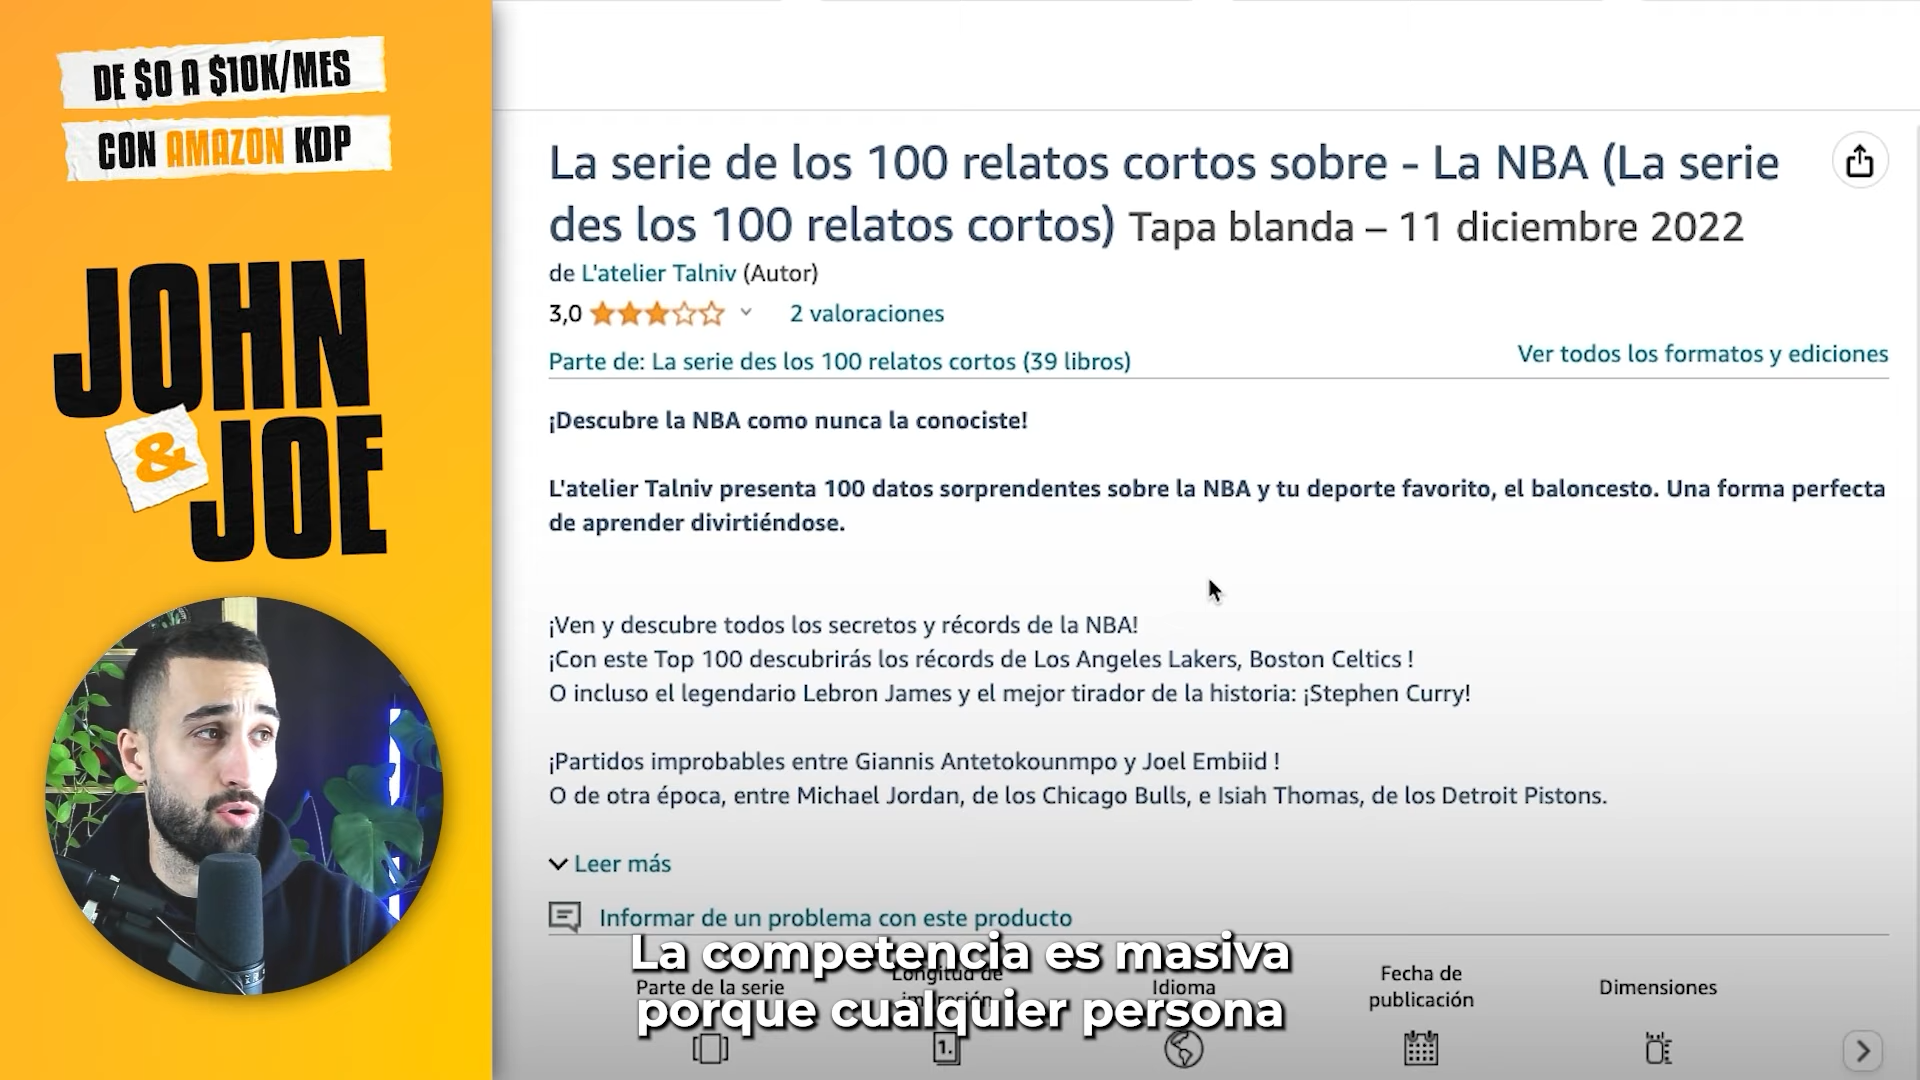 DE $0 A $10K/MES
CON AMAZON KDP
JOHN
&
JOE
La serie de los 100 relatos cortos sobre - La NBA (La serie
des los 100 relatos cortos) Tapa blanda – 11 diciembre 2022
de L'atelier Talniv (Autor)
3,0 2 valoraciones
Parte de: La serie des los 100 relatos cortos (39 libros)
Ver todos los formatos y ediciones
¡Descubre la NBA como nunca la conociste!
L'atelier Talniv presenta 100 datos sorprendentes sobre la NBA y tu deporte favorito, el baloncesto. Una forma perfecta
de aprender divirtiéndose.
¡Ven y descubre todos los secretos y récords de la NBA!
¡Con este Top 100 descubrirás los récords de Los Angeles Lakers, Boston Celtics !
O incluso el legendario Lebron James y el mejor tirador de la historia: ¡Stephen Curry!
¡Partidos improbables entre Giannis Antetokounmpo y Joel Embiid !
O de otra época, entre Michael Jordan, de los Chicago Bulls, e Isiah Thomas, de los Detroit Pistons.
Leer más
Informar de un problema con este producto
La competencia es masiva
porque cualquier persona
Parte de la serie
Longitud de
Idioma
Fecha de
publicación
Dimensiones
1.